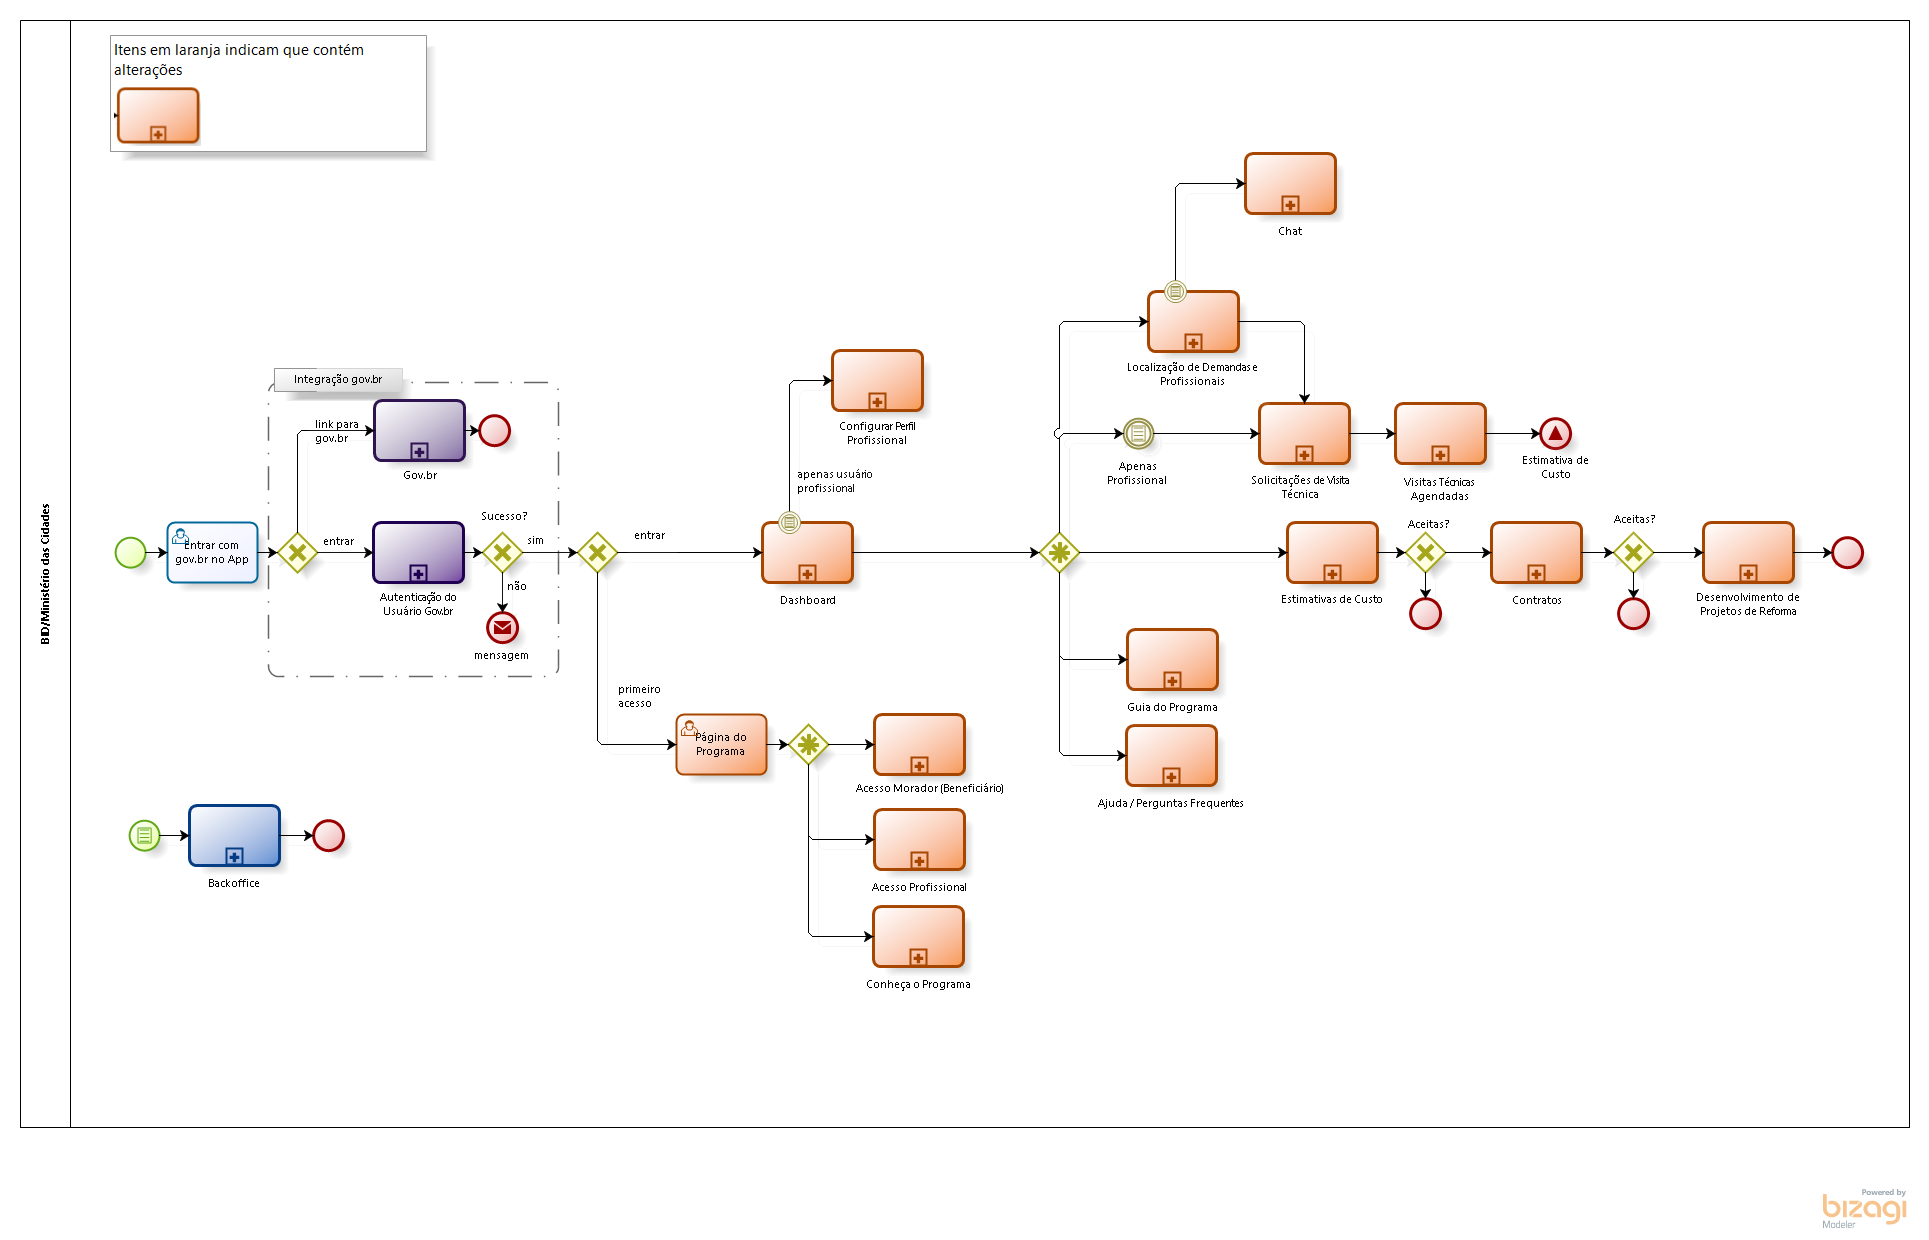 Itens em laranja indicam que contém
alterações
BID/Ministério das Cidades
Chat
Localização de Demandas e
Profissionais
Integração gov.br
link para
gov.br
Gov.br
Configurar Perfil
Profissional
apenas usuário
profissional
Apenas
Profissional
Solicitações de Visita
Técnica
Visitas Técnicas
Agendadas
Estimativa de
Custo
Entrar com
gov.br no App
entrar
Autenticação do
Usuário Gov.br
Sucesso?
sim
não
mensagem
entrar
Dashboard
Estimativas de Custo
Aceitas?
Contratos
Aceitas?
Desenvolvimento de
Projetos de Reforma
primeiro
acesso
Página do
Programa
Acesso Morador (Beneficiário)
Acesso Profissional
Conheça o Programa
Guia do Programa
Ajuda / Perguntas Frequentes
Backoffice
Powered by
bizagi
Modeler